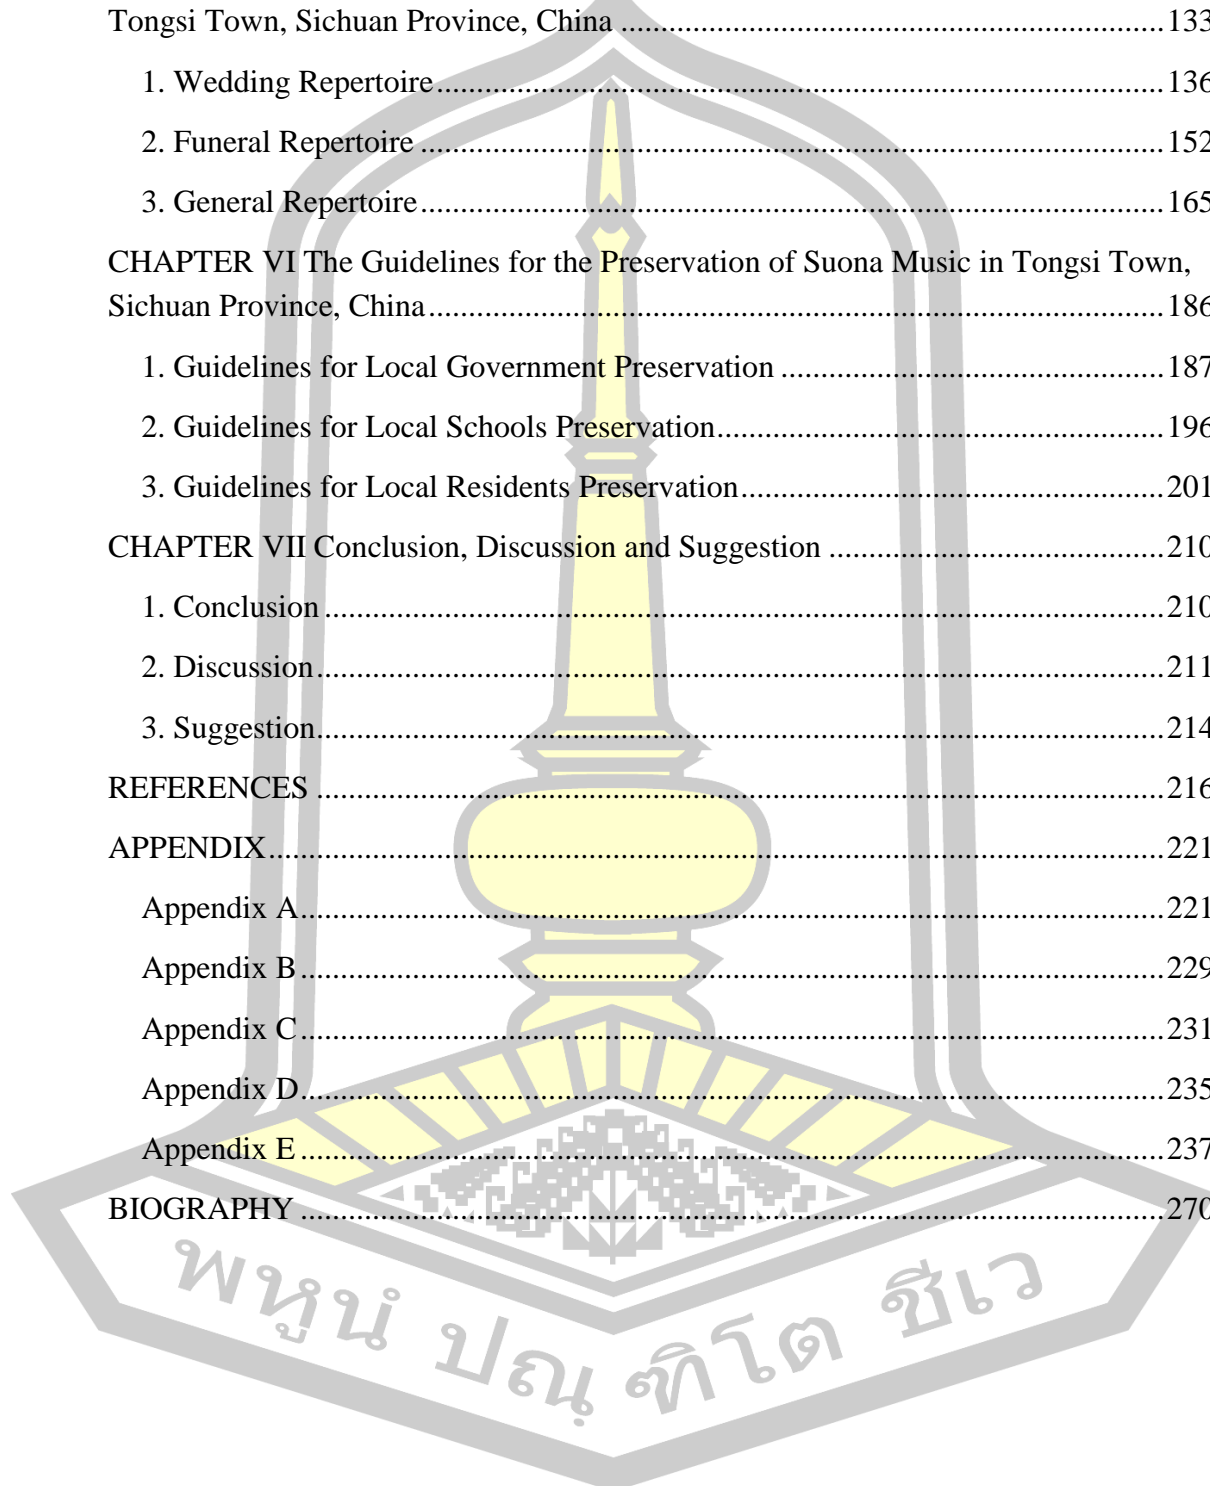 Tongsi Town, Sichuan Province, China ........................................................................133
1. Wedding Repertoire................................................................................................136
2. Funeral Repertoire ..................................................................................................152
3. General Repertoire..................................................................................................165
CHAPTER VI The Guidelines for the Preservation of Suona Music in Tongsi Town,
Sichuan Province, China..................................................................................................186
1. Guidelines for Local Government Preservation ...................................................187
2. Guidelines for Local Schools Preservation...........................................................196
3. Guidelines for Local Residents Preservation........................................................201
CHAPTER VII Conclusion, Discussion and Suggestion ............................................210
1. Conclusion ..............................................................................................................210
2. Discussion...............................................................................................................211
3. Suggestion...............................................................................................................214
REFERENCES ................................................................................................................216
APPENDIX......................................................................................................................221
Appendix A.................................................................................................................221
Appendix B .................................................................................................................229
Appendix C .................................................................................................................231
Appendix D.................................................................................................................235
Appendix E .................................................................................................................237
BIOGRAPHY ..................................................................................................................270
พหูนํ ปณฺฑิโต ชีเว